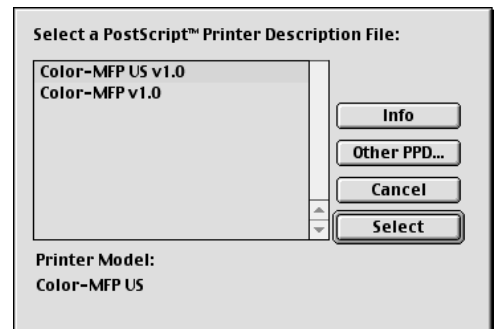 Select a PostScript™ Printer Description File:
Color-MFP US v1.0
Color-MFP v1.0
Info
Other PPD...
Cancel
Select
Printer Model:
Color-MFP US